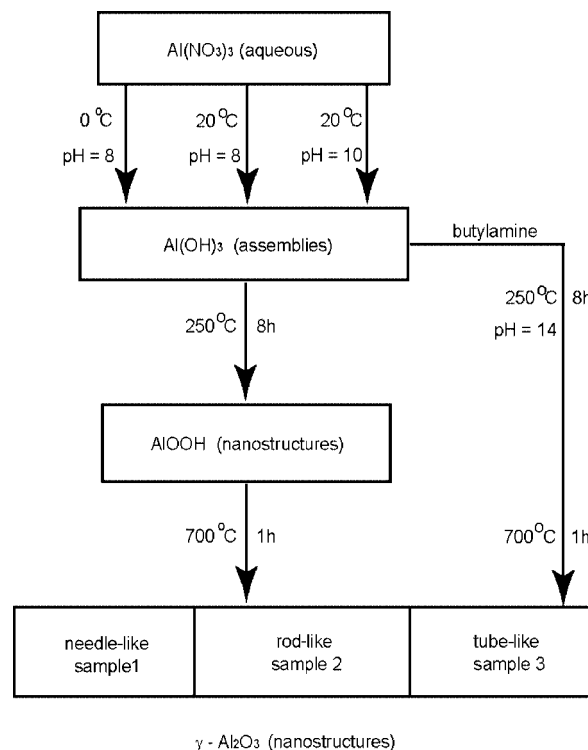 Al(NO₃)₃ (aqueous)
0 °C 20 °C 20 °C
pH = 8 pH = 8 pH = 10
Al(OH)₃ (assemblies)
butylamine
250 °C 8h
pH = 14
250 °C 8h
AlOOH (nanostructures)
700 °C 1h 700 °C 1h
needle-like rod-like tube-like
sample1 sample 2 sample 3
γ - Al₂O₃ (nanostructures)